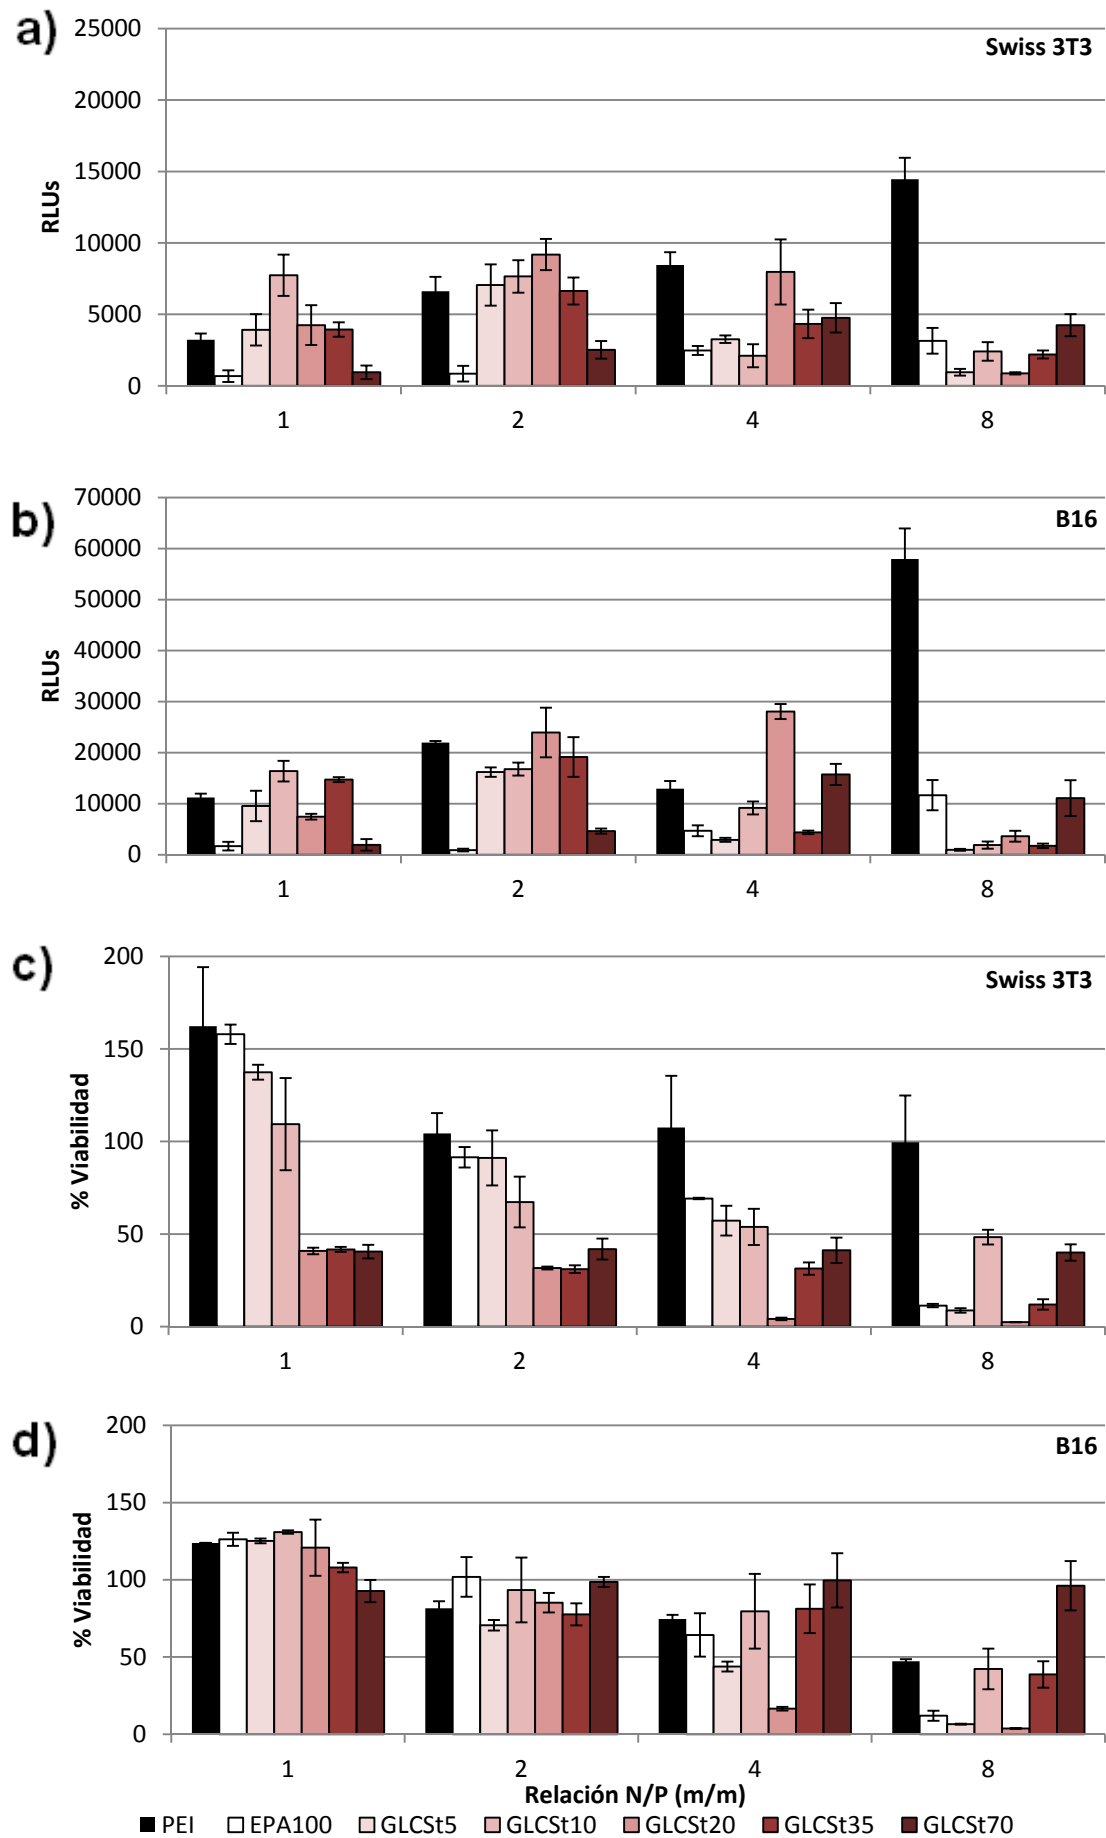 a)
Swiss 3T3
25000
20000
15000
10000
5000
0
RLUs
1 2 4 8
b)
B16
70000
60000
50000
40000
30000
20000
10000
0
RLUs
1 2 4 8
c)
Swiss 3T3
200
150
100
50
0
% Viabilidad
1 2 4 8
d)
B16
200
150
100
50
0
% Viabilidad
1 2 4 8
Relación N/P (m/m)
PEI EPA100 GLCSt5 GLCSt10 GLCSt20 GLCSt35 GLCSt70